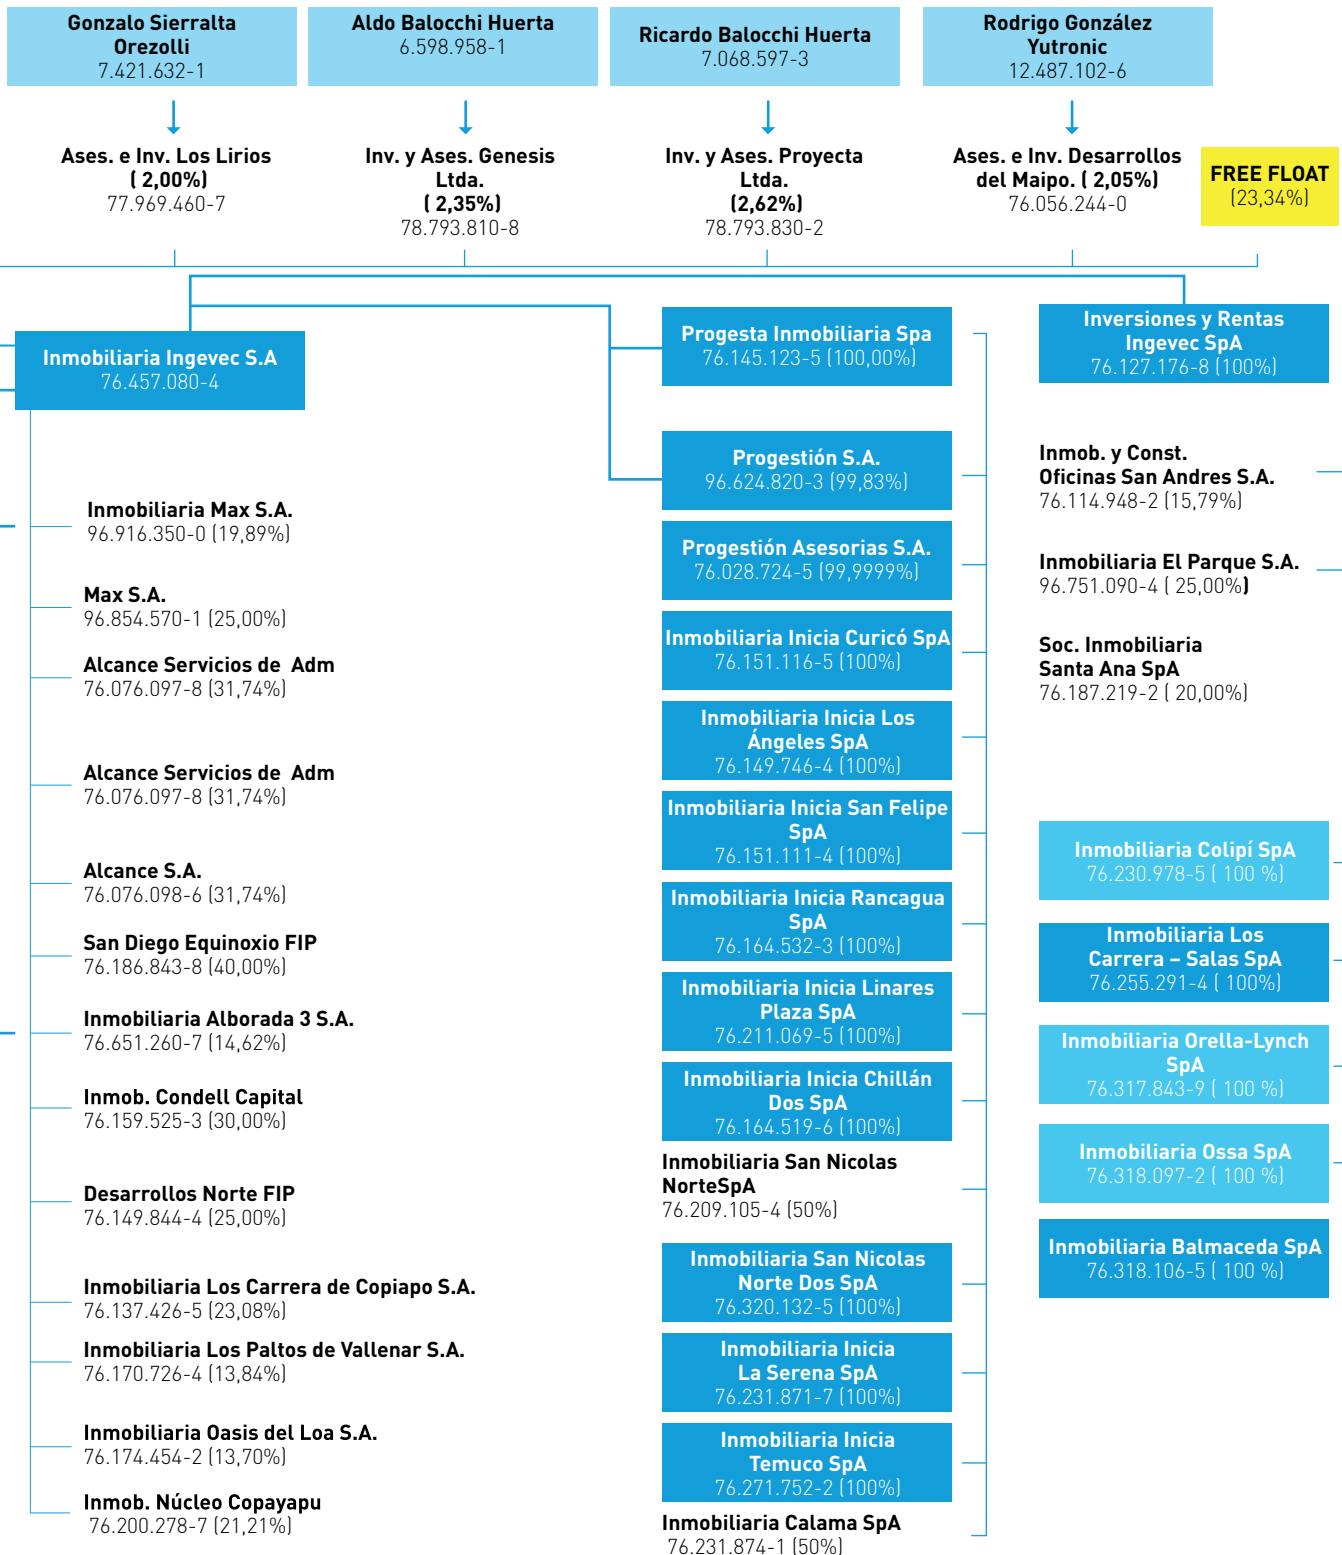 Gonzalo Sierralta
Orezolli
7.421.632-1
Aldo Balocchi Huerta
6.598.958-1
Ricardo Balocchi Huerta
7.068.597-3
Rodrigo González
Yutronic
12.487.102-6
Ases. e Inv. Los Lirios
( 2,00%)
77.969.460-7
Inv. y Ases. Genesis
Ltda.
( 2,35%)
78.793.810-8
Inv. y Ases. Proyecta
Ltda.
(2,62%)
78.793.830-2
Ases. e Inv. Desarrollos
del Maipo. ( 2,05%)
76.056.244-0
FREE FLOAT
(23,34%)
Inmobiliaria Ingevec S.A
76.457.080-4
Inmobiliaria Max S.A.
96.916.350-0 (19,89%)
Max S.A.
96.854.570-1 (25,00%)
Alcance Servicios de  Adm
76.076.097-8 (31,74%)
Alcance Servicios de  Adm
76.076.097-8 (31,74%)
Alcance S.A.
76.076.098-6 (31,74%)
San Diego Equinoxio FIP
76.186.843-8 (40,00%)
Inmobiliaria Alborada 3 S.A.
76.651.260-7 (14,62%)
Inmob. Condell Capital
76.159.525-3 (30,00%)
Desarrollos Norte FIP
76.149.844-4 (25,00%)
Inmobiliaria Los Carrera de Copiapo S.A.
76.137.426-5 (23,08%)
Inmobiliaria Los Paltos de Vallenar S.A.
76.170.726-4 (13,84%)
Inmobiliaria Oasis del Loa S.A.
76.174.454-2 (13,70%)
Inmob. Núcleo Copayapu
76.200.278-7 (21,21%)
Progesta Inmobiliaria Spa
76.145.123-5 (100,00%)
Progestión S.A.
96.624.820-3 (99,83%)
Progestión Asesorias S.A.
76.028.724-5 (99,9999%)
Inmobiliaria Inicia Curicó SpA
76.151.116-5 (100%)
Inmobiliaria Inicia Los
Ángeles SpA
76.149.746-4 (100%)
Inmobiliaria Inicia San Felipe
SpA
76.151.111-4 (100%)
Inmobiliaria Inicia Rancagua
SpA
76.164.532-3 (100%)
Inmobiliaria Inicia Linares
Plaza SpA
76.211.069-5 (100%)
Inmobiliaria Inicia Chillán
Dos SpA
76.164.519-6 (100%)
Inmobiliaria San Nicolas
NorteSpA
76.209.105-4 (50%)
Inmobiliaria San Nicolas
Norte Dos SpA
76.320.132-5 (100%)
Inmobiliaria Inicia
La Serena SpA
76.231.871-7 (100%)
Inmobiliaria Inicia
Temuco SpA
76.271.752-2 (100%)
Inmobiliaria Calama SpA
76.231.874-1 (50%)
Inversiones y Rentas
Ingevec SpA
76.127.176-8 (100%)
Inmob. y Const.
Oficinas San Andres S.A.
76.114.948-2 (15,79%)
Inmobiliaria El Parque S.A.
96.751.090-4 ( 25,00%)
Soc. Inmobiliaria
Santa Ana SpA
76.187.219-2 ( 20,00%)
Inmobiliaria Colipí SpA
76.230.978-5 ( 100 %)
Inmobiliaria Los
Carrera – Salas SpA
76.255.291-4 ( 100%)
Inmobiliaria Orella-Lynch
SpA
76.317.843-9 ( 100 %)
Inmobiliaria Ossa SpA
76.318.097-2 ( 100 %)
Inmobiliaria Balmaceda SpA
76.318.106-5 ( 100 %)